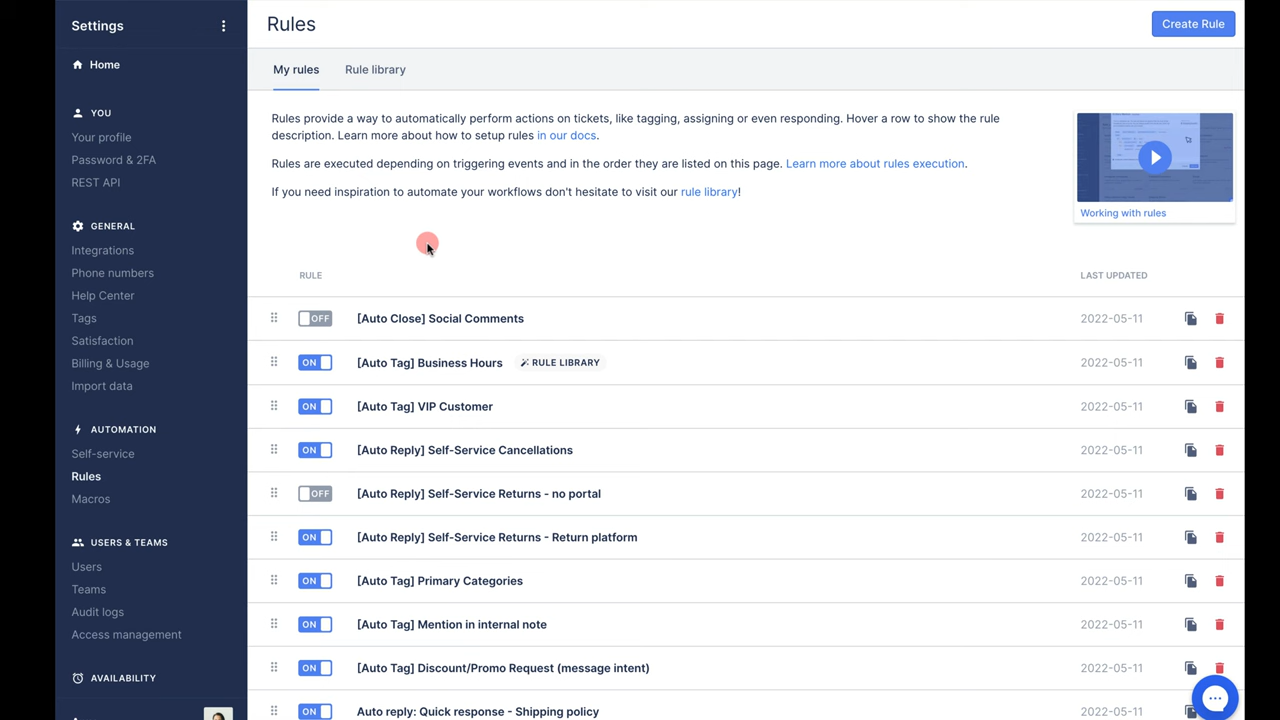 Settings
Home
YOU
Your profile
Password & 2FA
REST API
GENERAL
Integrations
Phone numbers
Help Center
Tags
Satisfaction
Billing & Usage
Import data
AUTOMATION
Self-service
Rules
Macros
USERS & TEAMS
Users
Teams
Audit logs
Access management
AVAILABILITY
Rules
Create Rule
My rules
Rule library
Rules provide a way to automatically perform actions on tickets, like tagging, assigning or even responding. Hover a row to show the rule
description. Learn more about how to setup rules in our docs.
Rules are executed depending on triggering events and in the order they are listed on this page. Learn more about rules execution.
If you need inspiration to automate your workflows don't hesitate to visit our rule library!
Working with rules
RULE LAST UPDATED
OFF [Auto Close] Social Comments 2022-05-11
ON [Auto Tag] Business Hours RULE LIBRARY 2022-05-11
ON [Auto Tag] VIP Customer 2022-05-11
ON [Auto Reply] Self-Service Cancellations 2022-05-11
OFF [Auto Reply] Self-Service Returns - no portal 2022-05-11
ON [Auto Reply] Self-Service Returns - Return platform 2022-05-11
ON [Auto Tag] Primary Categories 2022-05-11
ON [Auto Tag] Mention in internal note 2022-05-11
ON [Auto Tag] Discount/Promo Request (message intent) 2022-05-11
ON Auto reply: Quick response - Shipping policy 2022-05-11